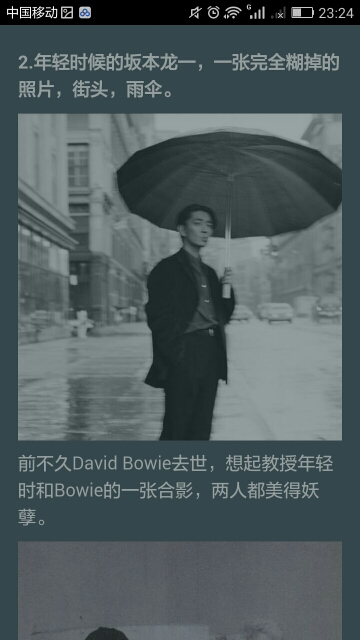 中国移动
G
23:24
2.年轻时候的坂本龙一，一张完全糊掉的
照片，街头，雨伞。
前不久David Bowie去世，想起教授年轻
时和Bowie的一张合影，两人都美得妖
孽。